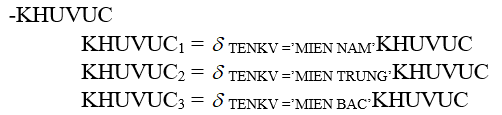 -KHUVUC
KHUVUC₁ = δ TENKV ='MIEN NAM'KHUVUC
KHUVUC₂ = δ TENKV ='MIEN TRUNG'KHUVUC
KHUVUC₃ = δ TENKV ='MIEN BAC'KHUVUC